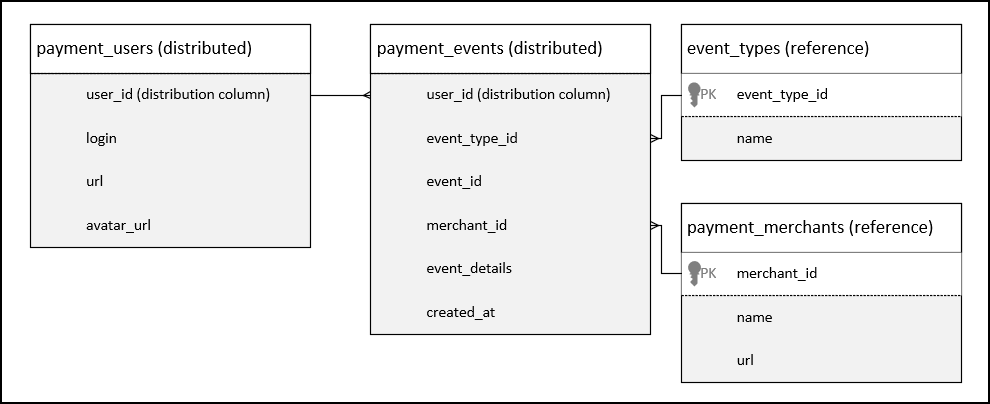 payment_users (distributed)
user_id (distribution column)
login
url
avatar_url
payment_events (distributed)
user_id (distribution column)
event_type_id
event_id
merchant_id
event_details
created_at
event_types (reference)
PK event_type_id
name
payment_merchants (reference)
PK merchant_id
name
url